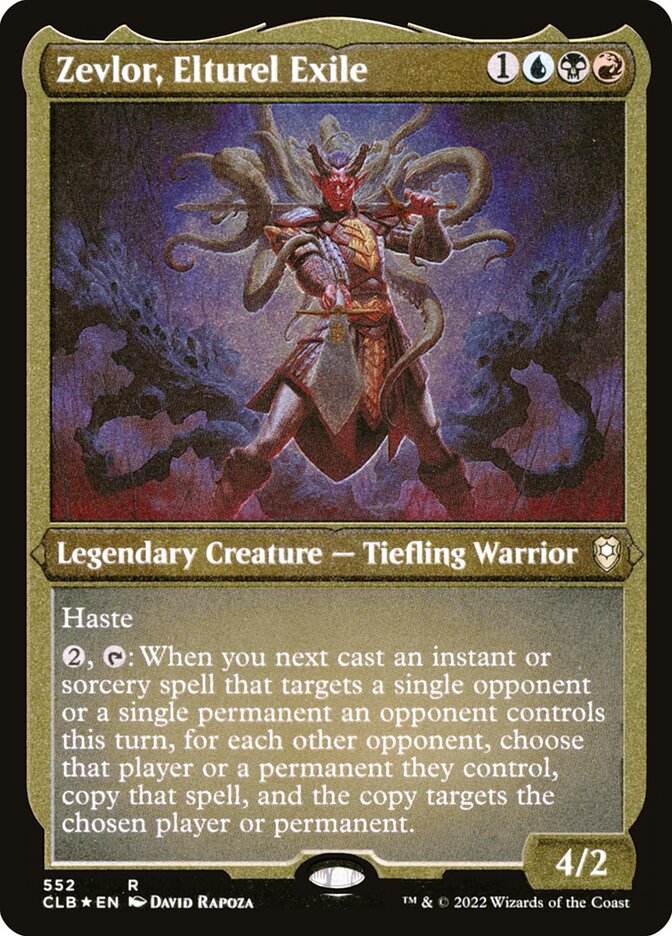 Zevlor, Elturel Exile 1
Legendary Creature — Tiefling Warrior
Haste
2, : When you next cast an instant or
sorcery spell that targets a single opponent
or a single permanent an opponent controls
this turn, for each other opponent, choose
that player or a permanent they control,
copy that spell, and the copy targets the
chosen player or permanent.
4/2
552 R
CLB★EN David Rapoza
™ & © 2022 Wizards of the Coast